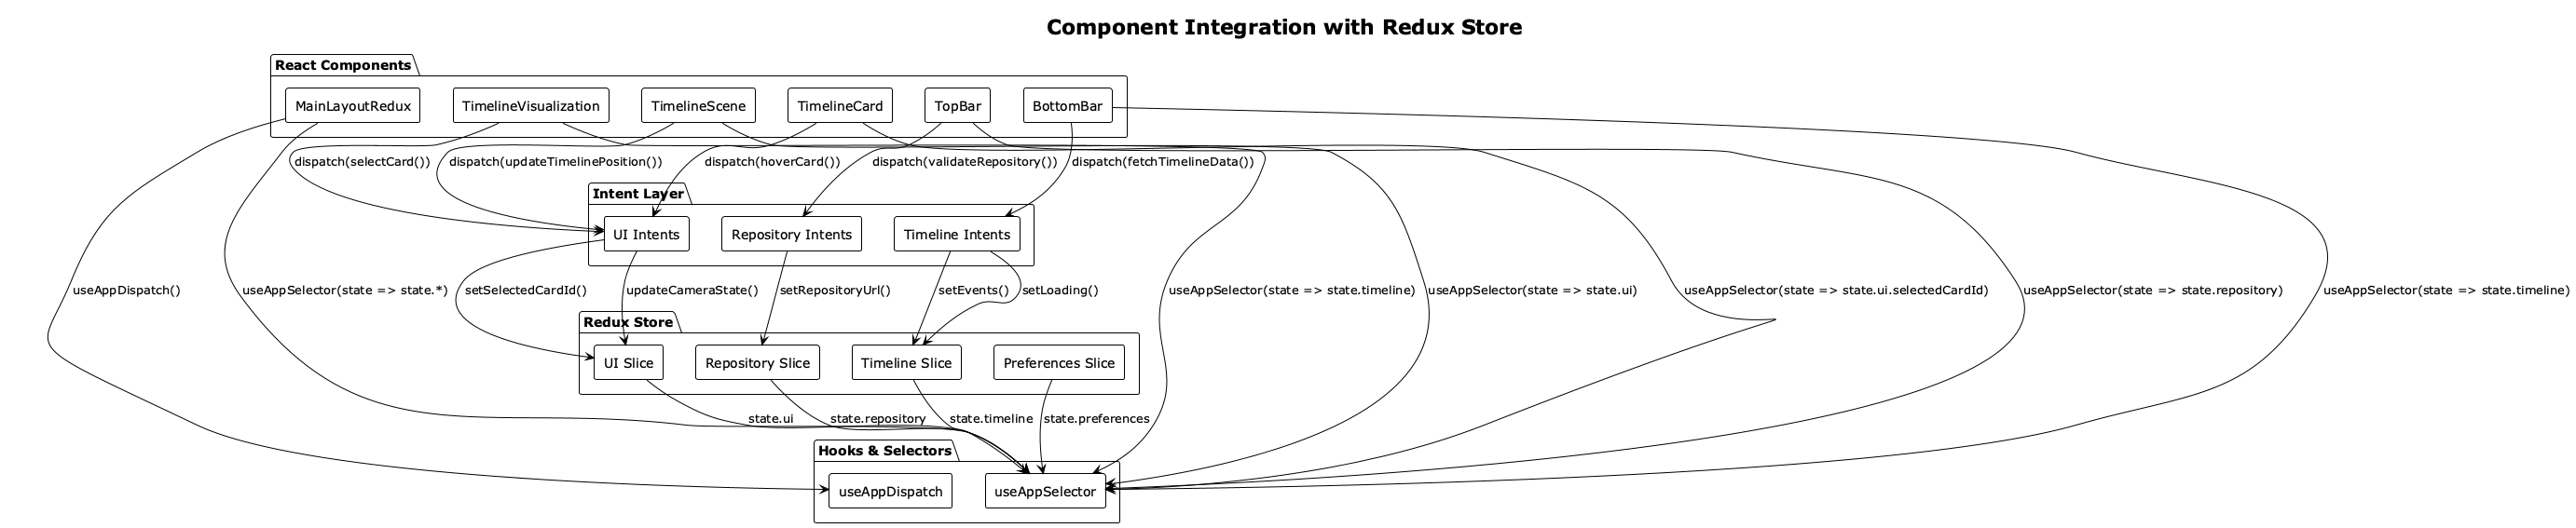 Component Integration with Redux Store
React Components
MainLayoutRedux
TimelineVisualization
TimelineScene
TimelineCard
TopBar
BottomBar
dispatch(selectCard())
dispatch(updateTimelinePosition())
dispatch(hoverCard())
dispatch(validateRepository())
dispatch(fetchTimelineData())
Intent Layer
UI Intents
Repository Intents
Timeline Intents
useAppDispatch()
useAppSelector(state => state.*)
setSelectedCardId()
updateCameraState()
setRepositoryUrl()
setEvents()
setLoading()
useAppSelector(state => state.timeline)
useAppSelector(state => state.ui)
useAppSelector(state => state.ui.selectedCardId)
useAppSelector(state => state.repository)
useAppSelector(state => state.timeline)
Redux Store
UI Slice
Repository Slice
Timeline Slice
Preferences Slice
state.ui
state.repository
state.timeline
state.preferences
Hooks & Selectors
useAppDispatch
useAppSelector